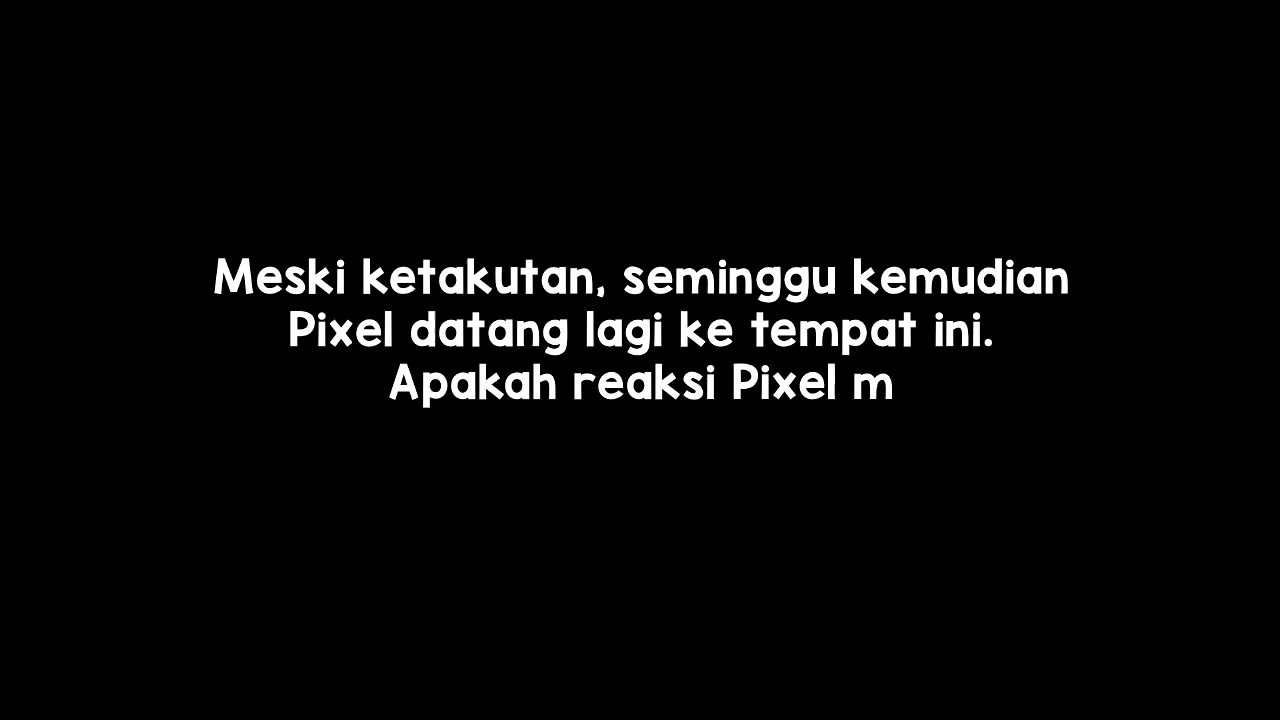 Meski ketakutan, seminggu kemudian
Pixel datang lagi ke tempat ini.
Apakah reaksi Pixel m